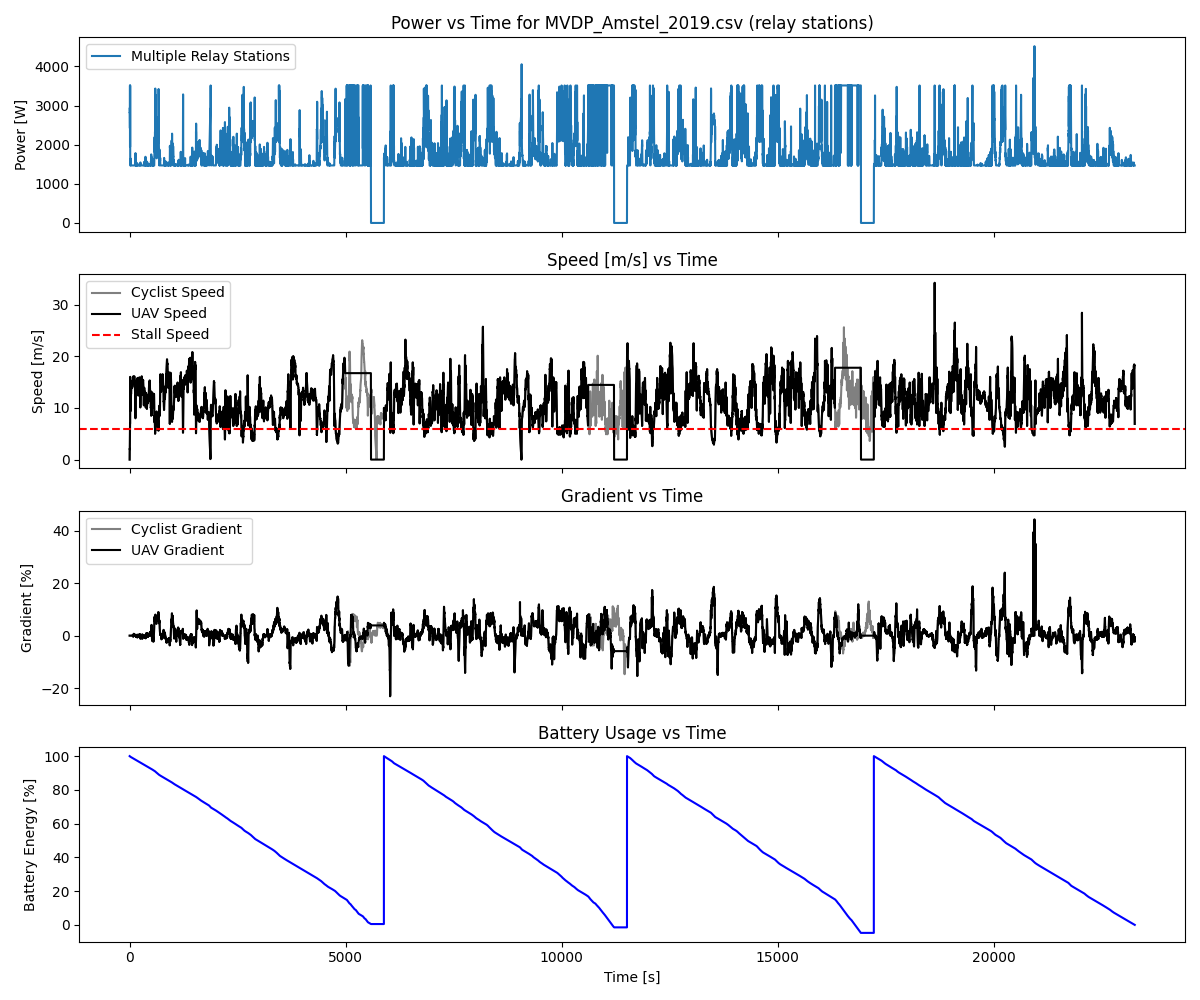 Power vs Time for MVDP_Amstel_2019.csv (relay stations)
Multiple Relay Stations
Power [W]
4000
3000
2000
1000
0
Speed [m/s] vs Time
Cyclist Speed
UAV Speed
Stall Speed
Speed [m/s]
30
20
10
0
Gradient vs Time
Cyclist Gradient
UAV Gradient
Gradient [%]
40
20
0
−20
Battery Usage vs Time
Battery Energy [%]
100
80
60
40
20
0
0 5000 10000 15000 20000
Time [s]